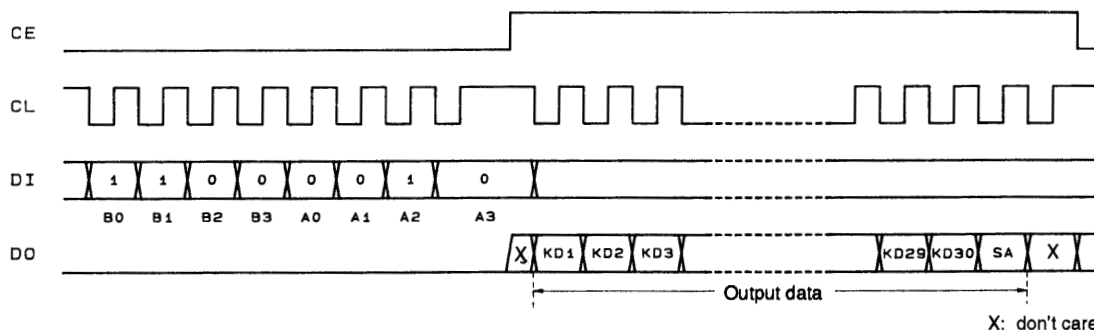 CE
CL
DI 1 1 0 0 0 0 1 0
B0 B1 B2 B3 A0 A1 A2 A3
DO X KD1 KD2 KD3 KD29 KD30 SA X
Output data
X: don't care